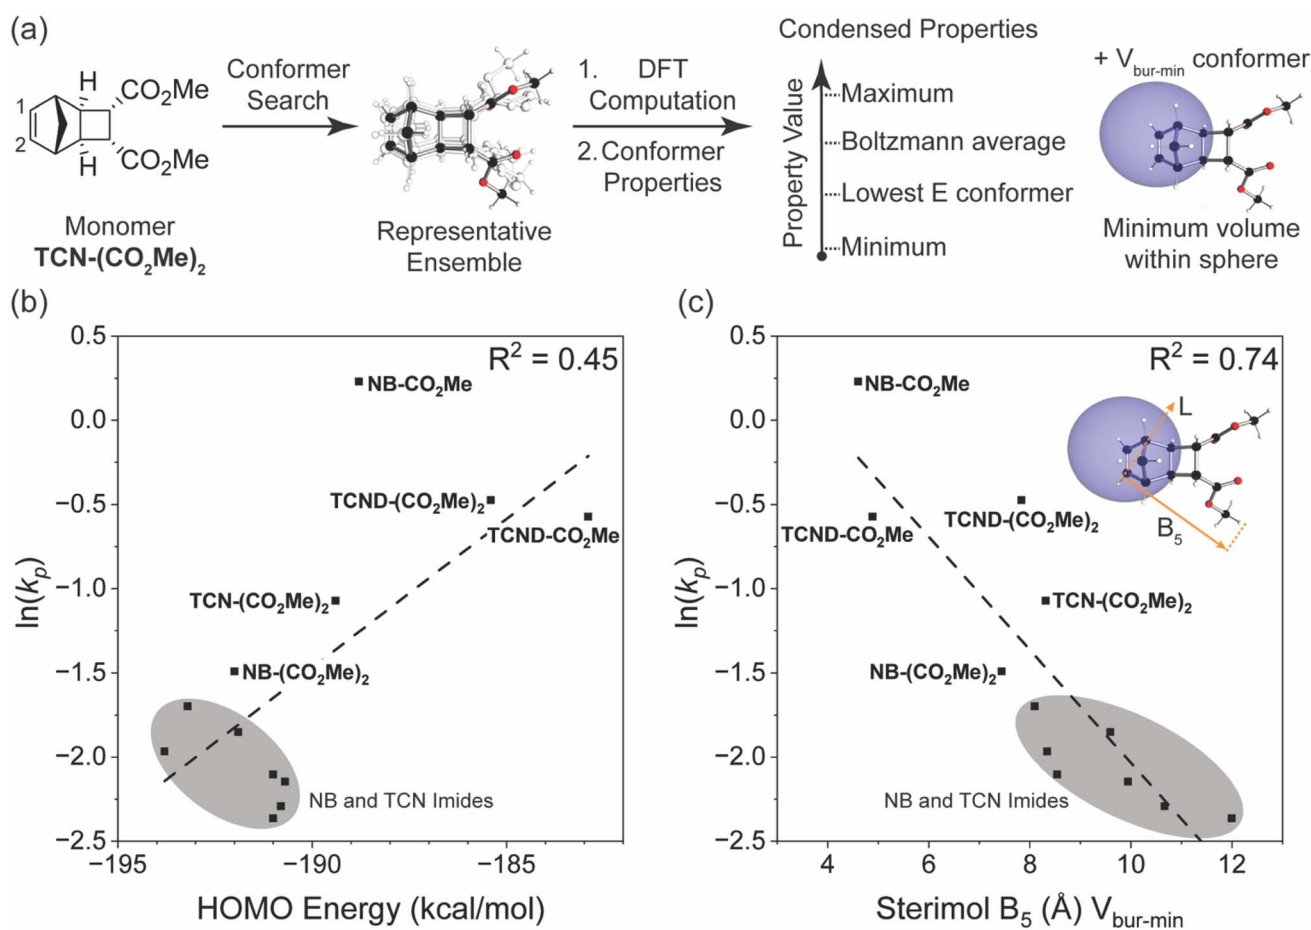 (a)
H
CO₂Me
CO₂Me
H
1
2
Monomer
TCN-(CO₂Me)₂
Conformer
Search
Representative
Ensemble
1. DFT
Computation
2. Conformer
Properties
Condensed Properties
Property Value
Maximum
Boltzmann average
Lowest E conformer
Minimum
+ V_bur-min conformer
Minimum volume
within sphere
(b)
R² = 0.45
ln(kₚ)
0.5
0.0
−0.5
−1.0
−1.5
−2.0
−2.5
NB-CO₂Me
TCND-(CO₂Me)₂
TCND-CO₂Me
TCN-(CO₂Me)₂
NB-(CO₂Me)₂
NB and TCN Imides
−195
−190
−185
HOMO Energy (kcal/mol)
(c)
R² = 0.74
ln(kₚ)
0.5
0.0
−0.5
−1.0
−1.5
−2.0
−2.5
NB-CO₂Me
L
B₅
TCND-(CO₂Me)₂
TCND-CO₂Me
TCN-(CO₂Me)₂
NB-(CO₂Me)₂
NB and TCN Imides
4
6
8
10
12
Sterimol B₅ (Å) V_bur-min